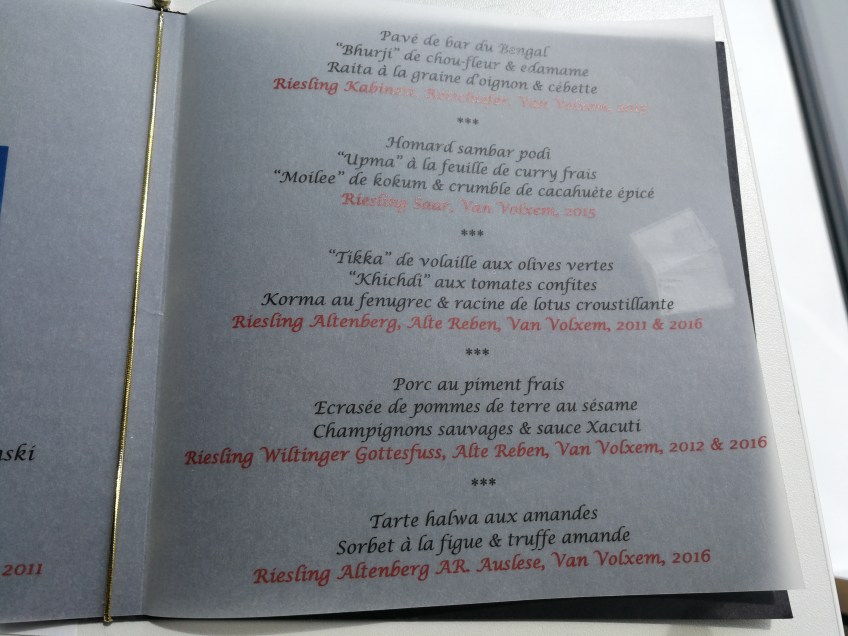 nski
2011
Pavé de bar du Bengal
“Bhurji” de chou-fleur & edamame
Raita à la graine d'oignon & cébette
Riesling Kabinett, Van Volxem,
***
Homard sambar podi
“Upma” à la feuille de curry frais
“Moilee” de kokum & crumble de cacahuète épicé
Riesling Saar, Van Volxem, 2015
***
“Tikka” de volaille aux olives vertes
“Khichdi” aux tomates confites
Korma au fenugrec & racine de lotus croustillante
Riesling Altenberg, Alte Reben, Van Volxem, 2011 & 2016
***
Porc au piment frais
Ecrasée de pommes de terre au sésame
Champignons sauvages & sauce Xacuti
Riesling Wiltinger Gottesfuss, Alte Reben, Van Volxem, 2012 & 2016
***
Tarte halwa aux amandes
Sorbet à la figue & truffe amande
Riesling Altenberg AR. Auslese, Van Volxem, 2016